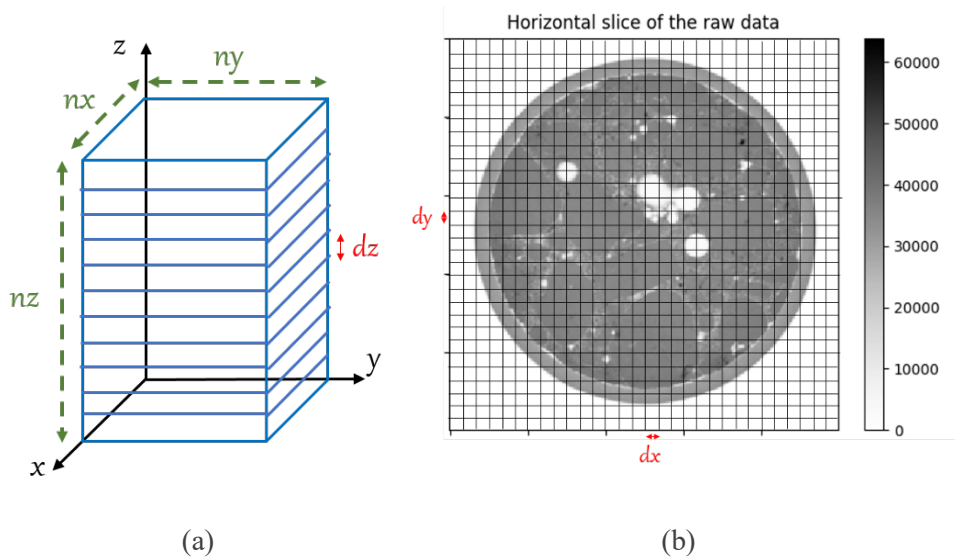 z
ny
nx
dz
nz
y
x
(a)
Horizontal slice of the raw data
dy
dx
60000
50000
40000
30000
20000
10000
0
(b)